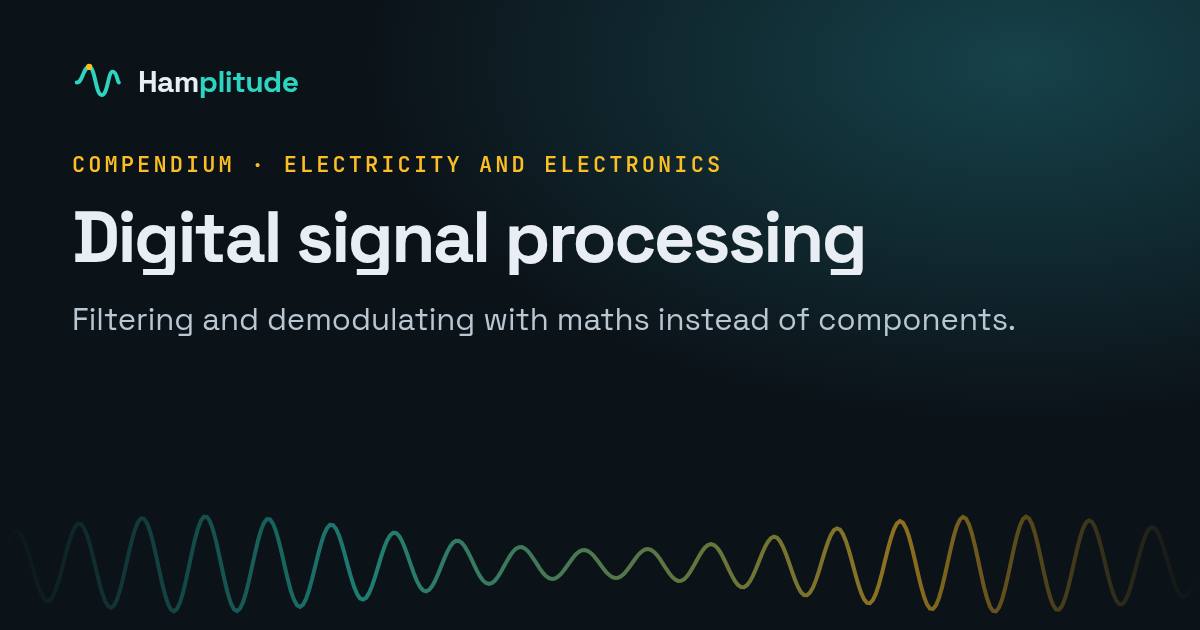 Hamplitude
COMPENDIUM · ELECTRICITY AND ELECTRONICS
Digital signal processing
Filtering and demodulating with maths instead of components.